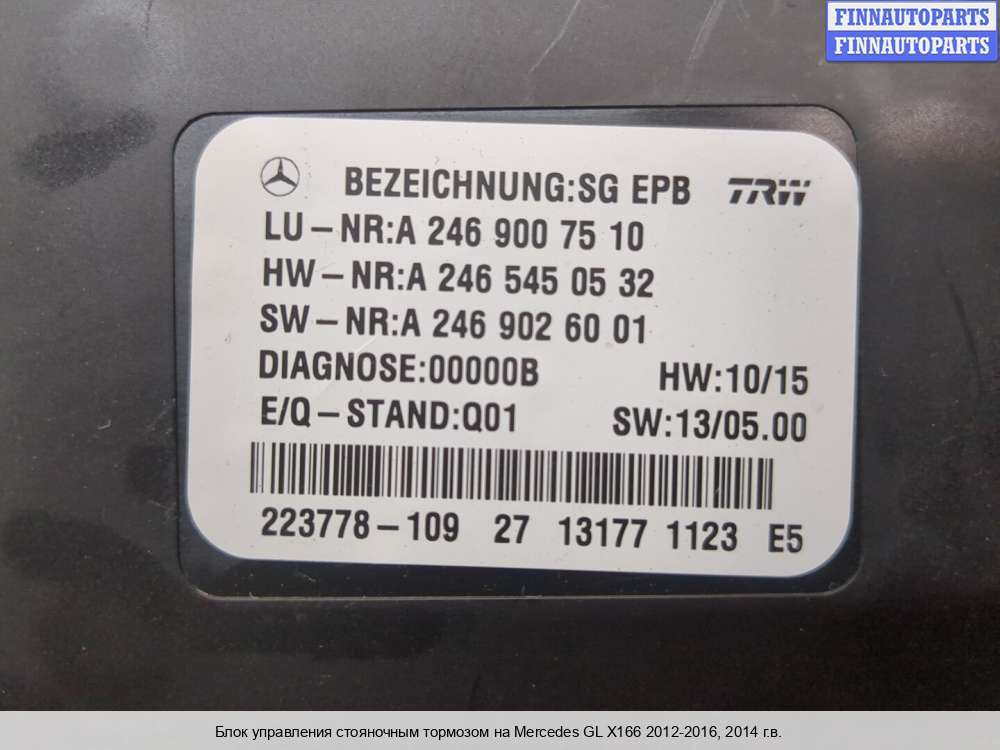 FINNAUTOPARTS
FINNAUTOPARTS
BEZEICHNUNG:SG EPB TRW
LU-NR:A 246 900 75 10
HW-NR:A 246 545 05 32
SW-NR:A 246 902 60 01
DIAGNOSE:00000B HW:10/15
E/Q-STAND:Q01 SW:13/05.00
223778-109 27 13177 1123 E5
Блок управления стояночным тормозом на Mercedes GL X166 2012-2016, 2014 г.в.